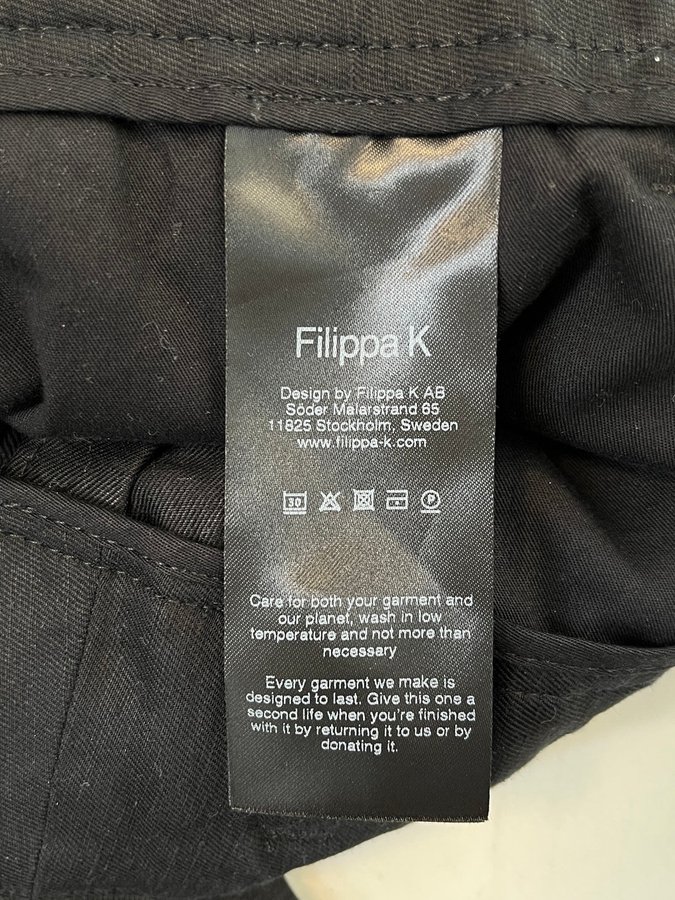 Filippa K
Design by Filippa K AB
Söder Malarstrand 65
11825 Stockholm, Sweden
www.filippa-k.com
30 P
Care for both your garment and
our planet, wash in low
temperature and not more than
necessary
Every garment we make is
designed to last. Give this one a
second life when you're finished
with it by returning it to us or by
donating it.